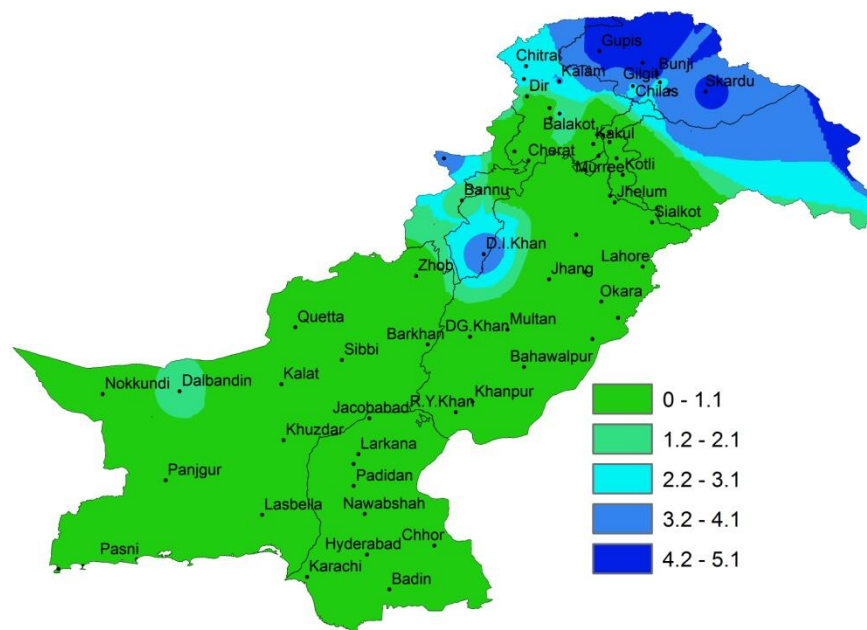 Gupis
Chitral
Bunji
Kalam
Gilgit
Skardu
Chilas
Dir
Balakot
Kakul
Cherat
Murree
Kotli
Bannu
Jhelum
Sialkot
D.I.Khan
Zhob
Lahore
Jhang
Okara
Quetta
DG.Khan
Multan
Barkhan
Sibbi
Bahawalpur
Kalat
Nokkundi
Dalbandin
Khanpur
R.Y.Khan
Jacobabad
Khuzdar
Larkana
Panjgur
Padidan
Lasbella
Nawabshah
Chhor
Pasni
Hyderabad
Karachi
Badin
0 - 1.1
1.2 - 2.1
2.2 - 3.1
3.2 - 4.1
4.2 - 5.1